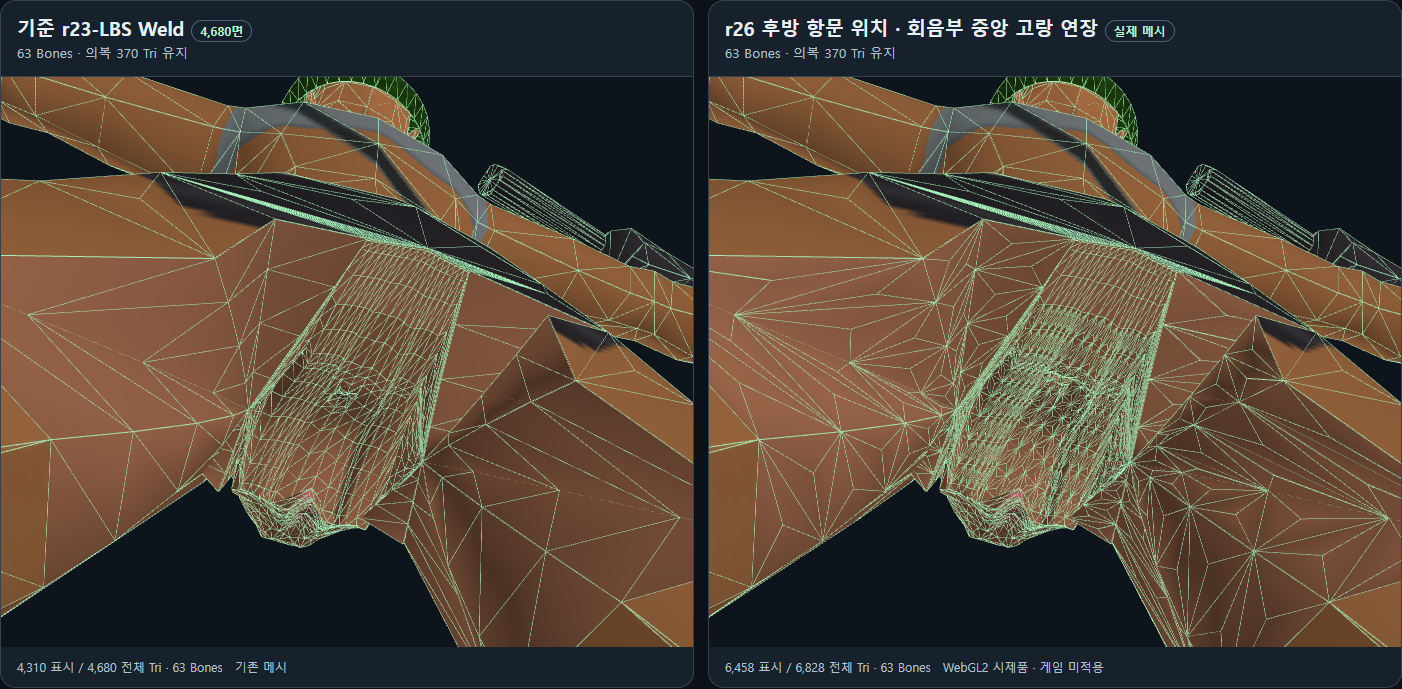 기준 r23-LBS Weld 4,680면
63 Bones · 의복 370 Tri 유지
4,310 표시 / 4,680 전체 Tri · 63 Bones 기존 메시
r26 후방 항문 위치 · 회음부 중앙 고랑 연장 실제 메시
63 Bones · 의복 370 Tri 유지
6,458 표시 / 6,828 전체 Tri · 63 Bones WebGL2 시제품 · 게임 미적용